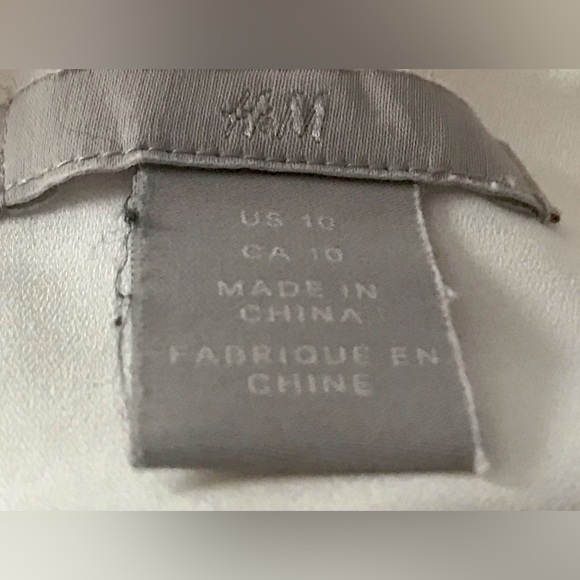 H&M
US 10
CA 10
MADE IN
CHINA
FABRIQUE EN
CHINE